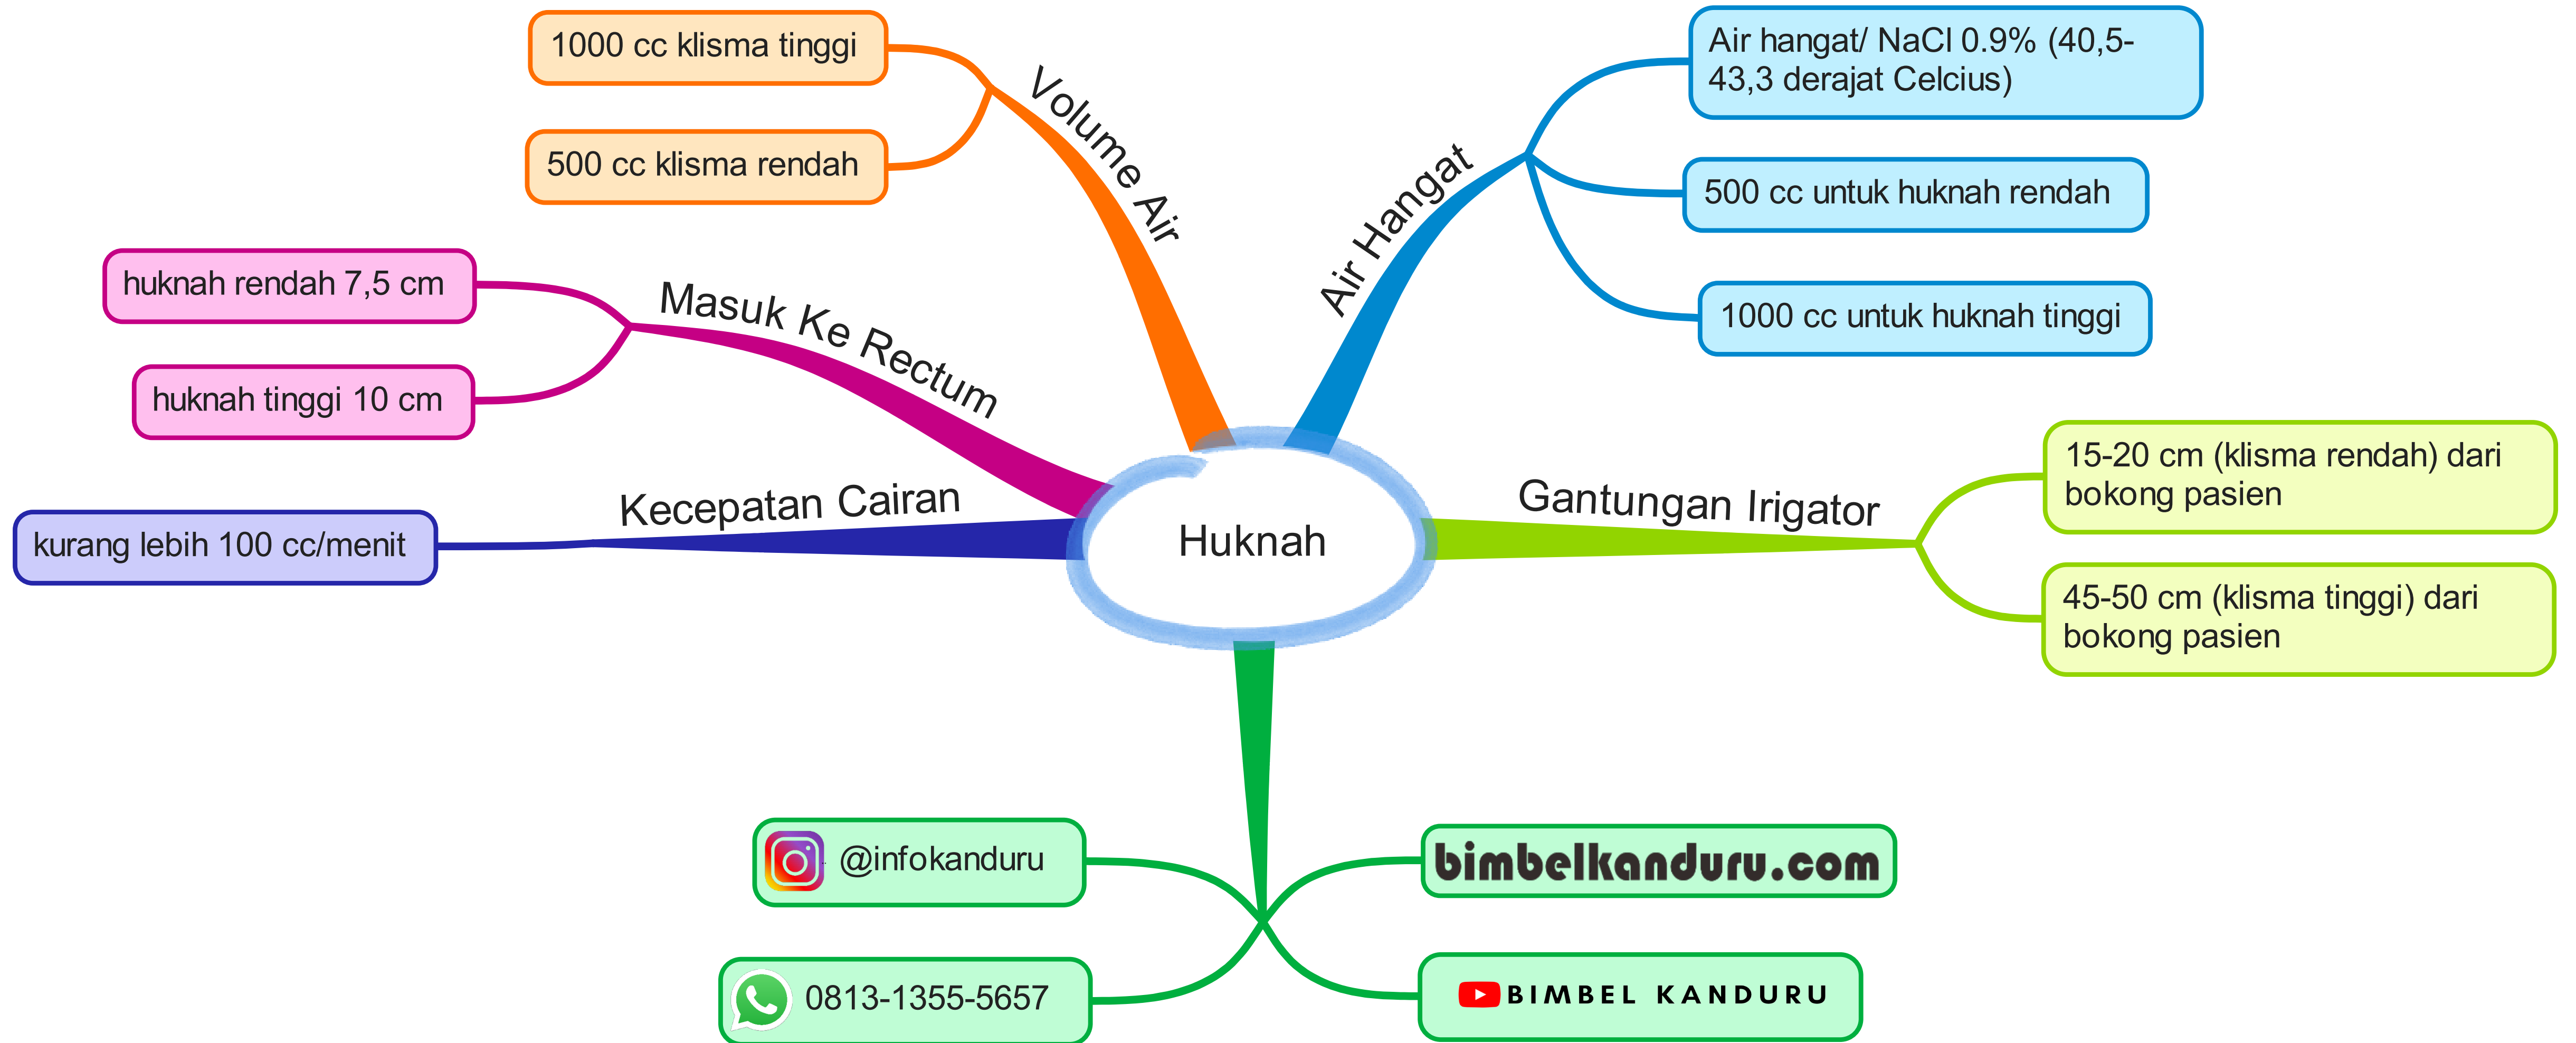 1000 cc klisma tinggi
500 cc klisma rendah
Volume Air
Air hangat/ NaCl 0.9% (40,5-
43,3 derajat Celcius)
500 cc untuk huknah rendah
1000 cc untuk huknah tinggi
Air Hangat
huknah rendah 7,5 cm
huknah tinggi 10 cm
Masuk Ke Rectum
kurang lebih 100 cc/menit
Kecepatan Cairan
Huknah
Gantungan Irigator
15-20 cm (klisma rendah) dari
bokong pasien
45-50 cm (klisma tinggi) dari
bokong pasien
@infokanduru
bimbelkanduru.com
0813-1355-5657
BIMBEL KANDURU